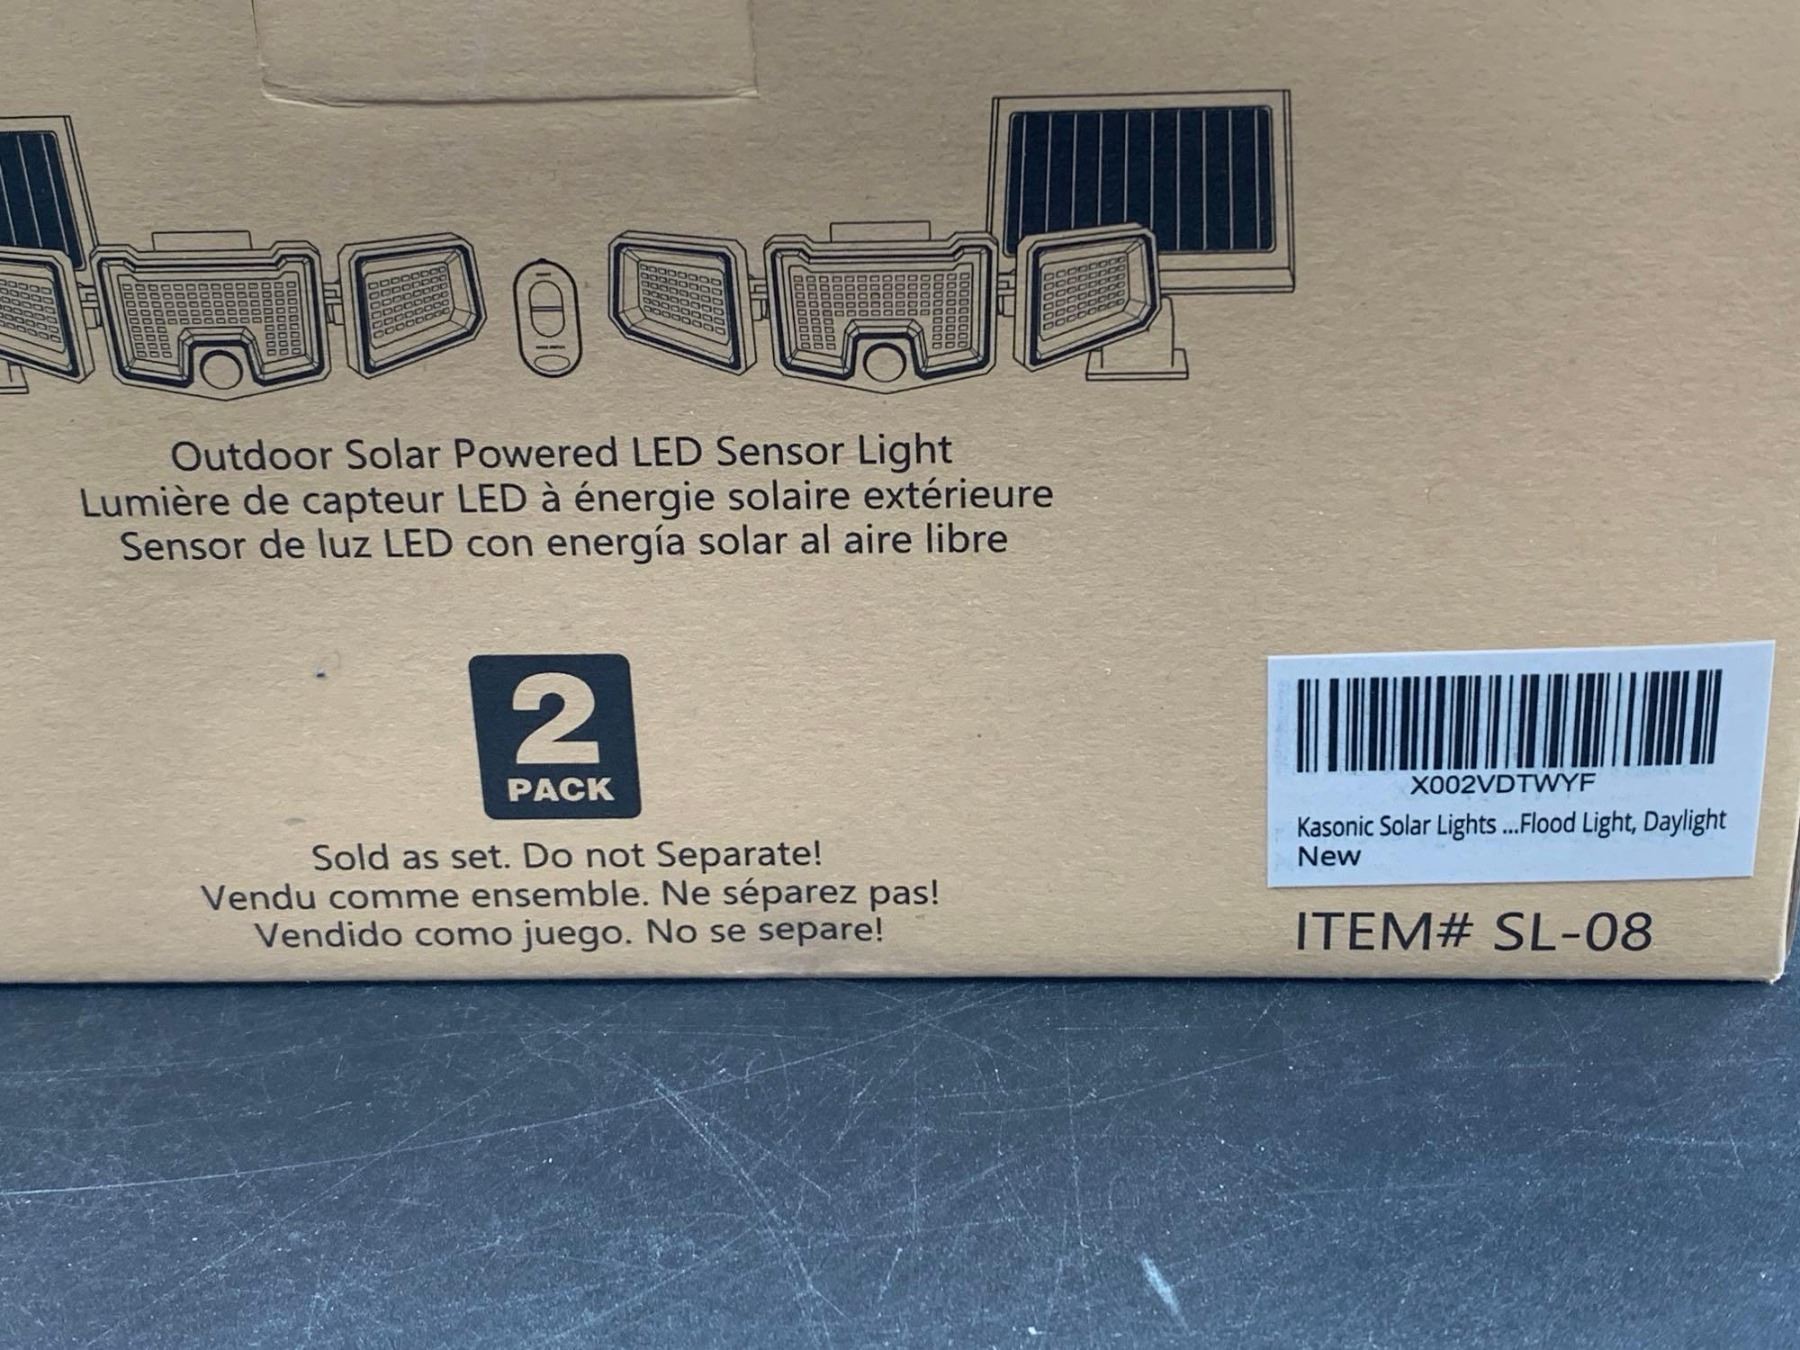 Outdoor Solar Powered LED Sensor Light
Lumière de capteur LED à énergie solaire extérieure
Sensor de luz LED con energía solar al aire libre
2
PACK
Sold as set. Do not Separate!
Vendu comme ensemble. Ne séparez pas!
Vendido como juego. No se separe!
X002VDTWYF
Kasonic Solar Lights ...Flood Light, Daylight
New
ITEM# SL-08